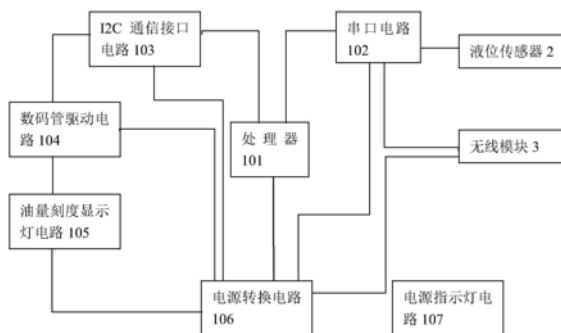 I2C 通信接口
电路 103
串口电路
102
液位传感器 2
数码管驱动电
路 104
处 理 器
101
无线模块 3
油量刻度显示
灯电路 105
电源转换电路
106
电源指示灯电
路 107